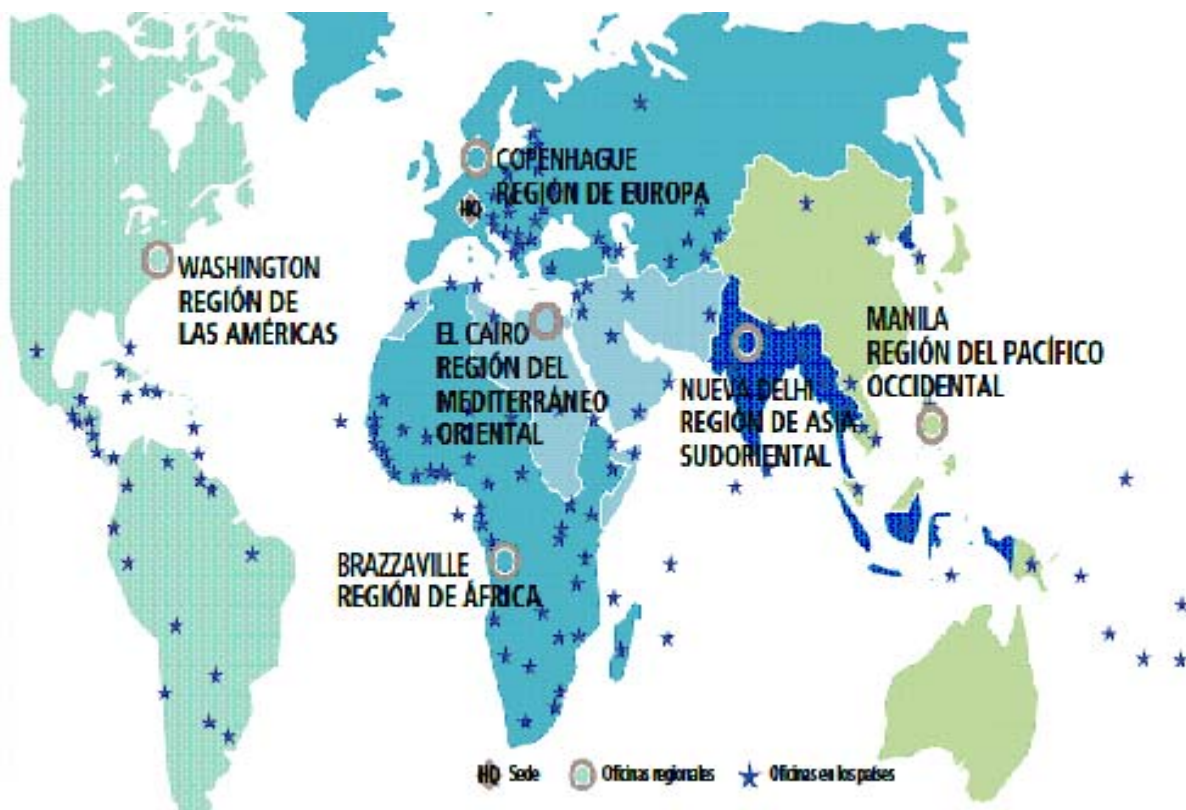 COPENHAGUE
REGIÓN DE EUROPA
HQ
WASHINGTON
REGIÓN DE
LAS AMÉRICAS
EL CAIRO
REGIÓN DEL
MEDITERRÁNEO
ORIENTAL
MANILA
REGIÓN DEL PACÍFICO
OCCIDENTAL
NUEVA DELHI
REGIÓN DE ASIA
SUDORIENTAL
BRAZZAVILLE
REGIÓN DE ÁFRICA
HQ Sede Oficinas regionales Oficinas en los países